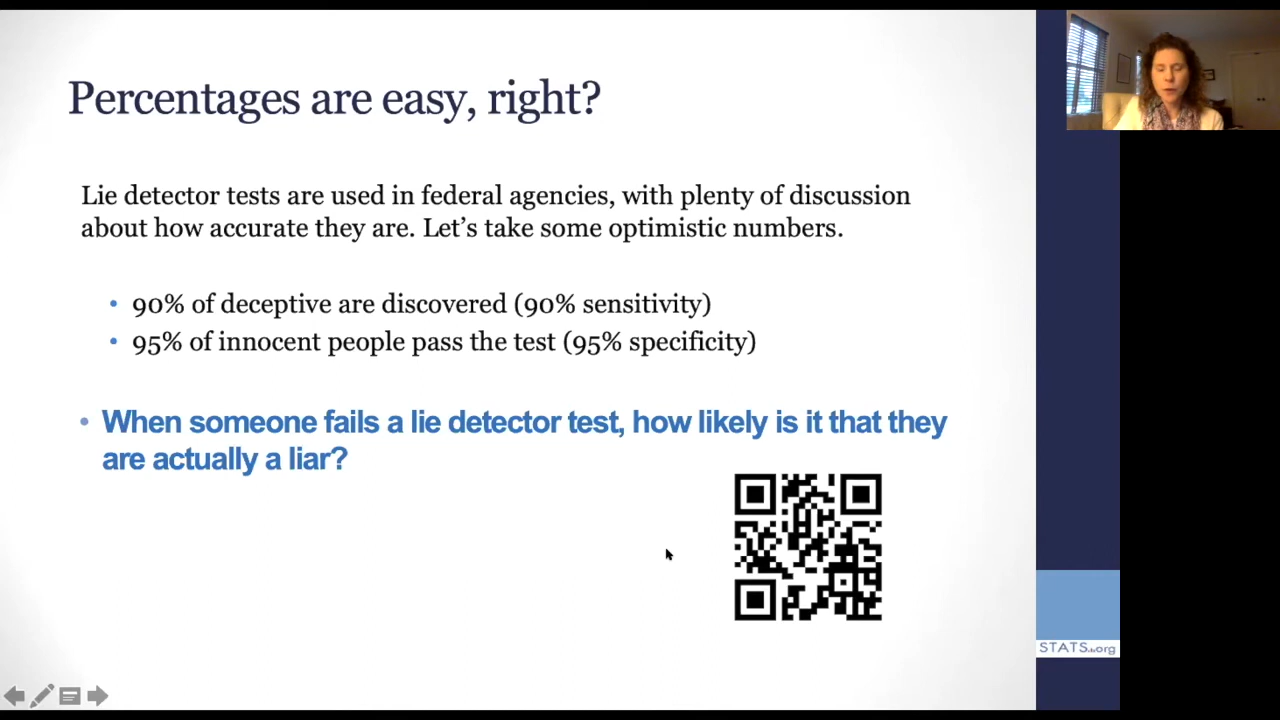 Percentages are easy, right?
Lie detector tests are used in federal agencies, with plenty of discussion
about how accurate they are. Let's take some optimistic numbers.
• 90% of deceptive are discovered (90% sensitivity)
• 95% of innocent people pass the test (95% specificity)
• When someone fails a lie detector test, how likely is it that they
are actually a liar?
STATS.org